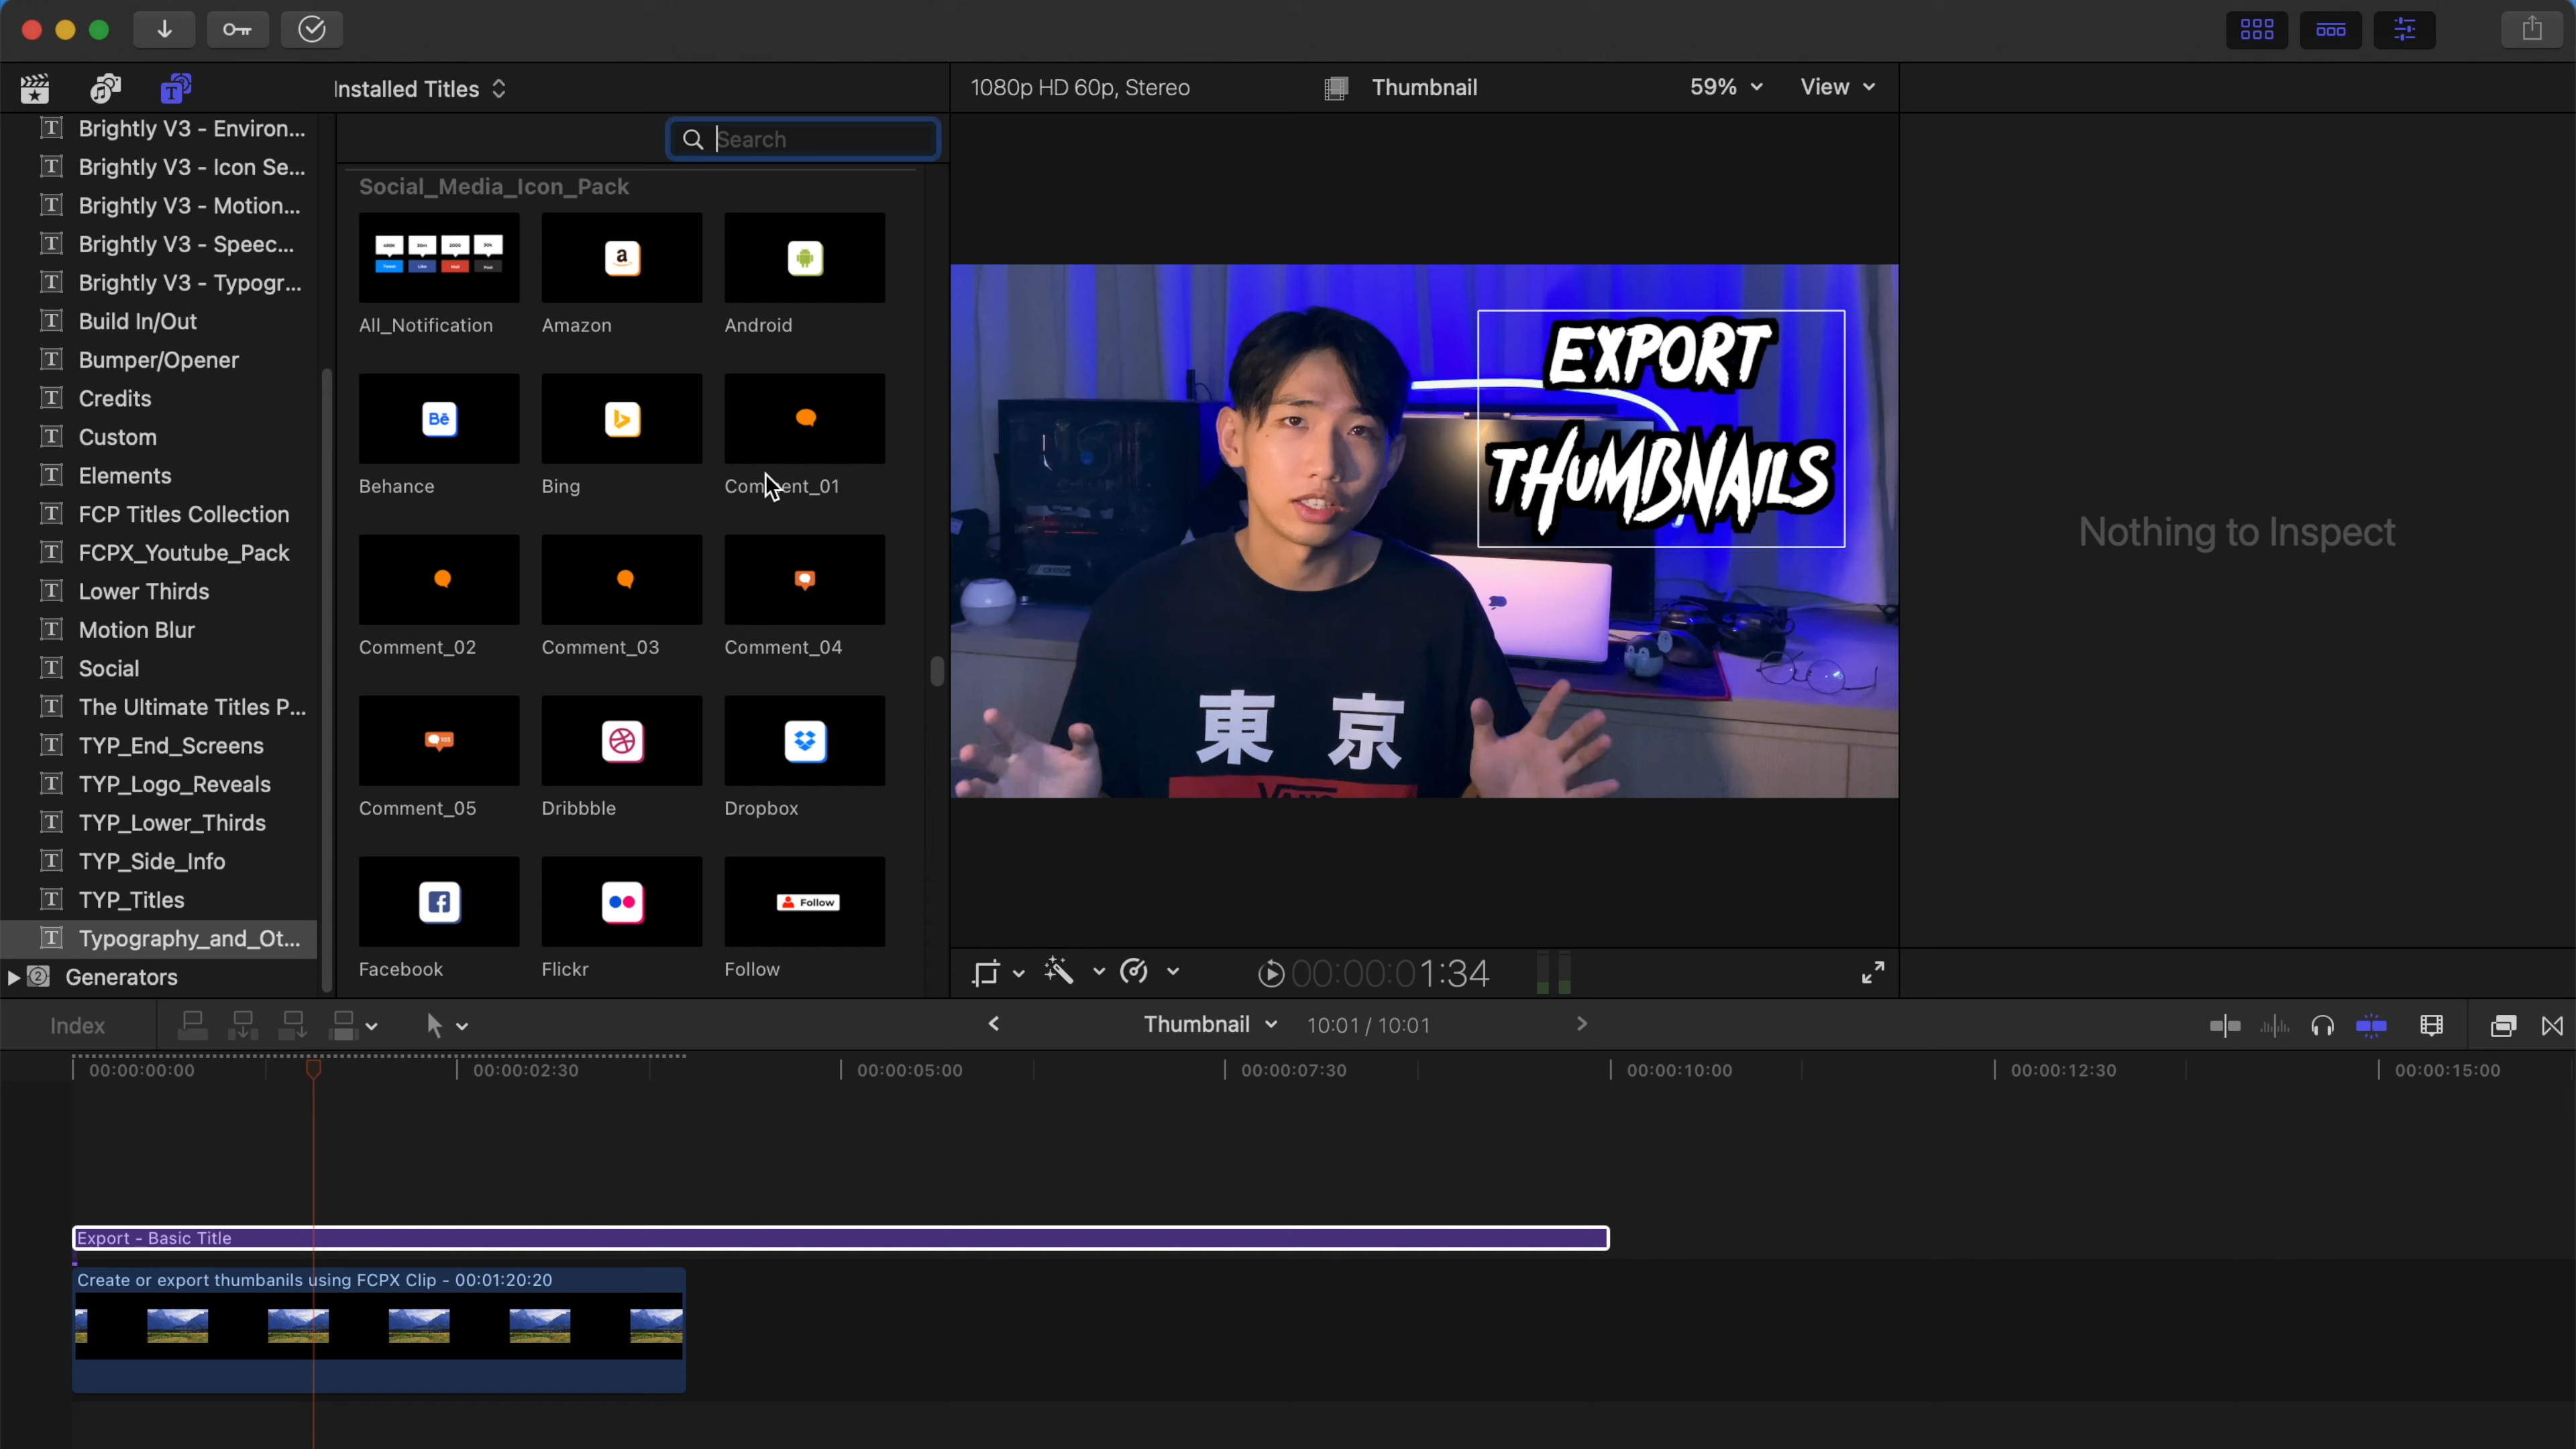 Installed Titles
1080p HD 60p, Stereo
Thumbnail
59%
View
Brightly V3 - Environ...
Brightly V3 - Icon Se...
Brightly V3 - Motion...
Brightly V3 - Speec...
Brightly V3 - Typogr...
Build In/Out
Bumper/Opener
Credits
Custom
Elements
FCP Titles Collection
FCPX_Youtube_Pack
Lower Thirds
Motion Blur
Social
The Ultimate Titles P...
TYP_End_Screens
TYP_Logo_Reveals
TYP_Lower_Thirds
TYP_Side_Info
TYP_Titles
Typography_and_Ot...
Generators
Search
Social_Media_Icon_Pack
All_Notification
Amazon
Android
Bē
Behance
Bing
Comment_01
Comment_02
Comment_03
Comment_04
Comment_05
Dribbble
Dropbox
Follow
Facebook
Flickr
Follow
EXPORT
THUMBNAILS
東 京
Nothing to Inspect
00:00:01:34
Index
Thumbnail
10:01 / 10:01
00:00:00:00
00:00:02:30
00:00:05:00
00:00:07:30
00:00:10:00
00:00:12:30
00:00:15:00
Export - Basic Title
Create or export thumbanils using FCPX Clip - 00:01:20:20